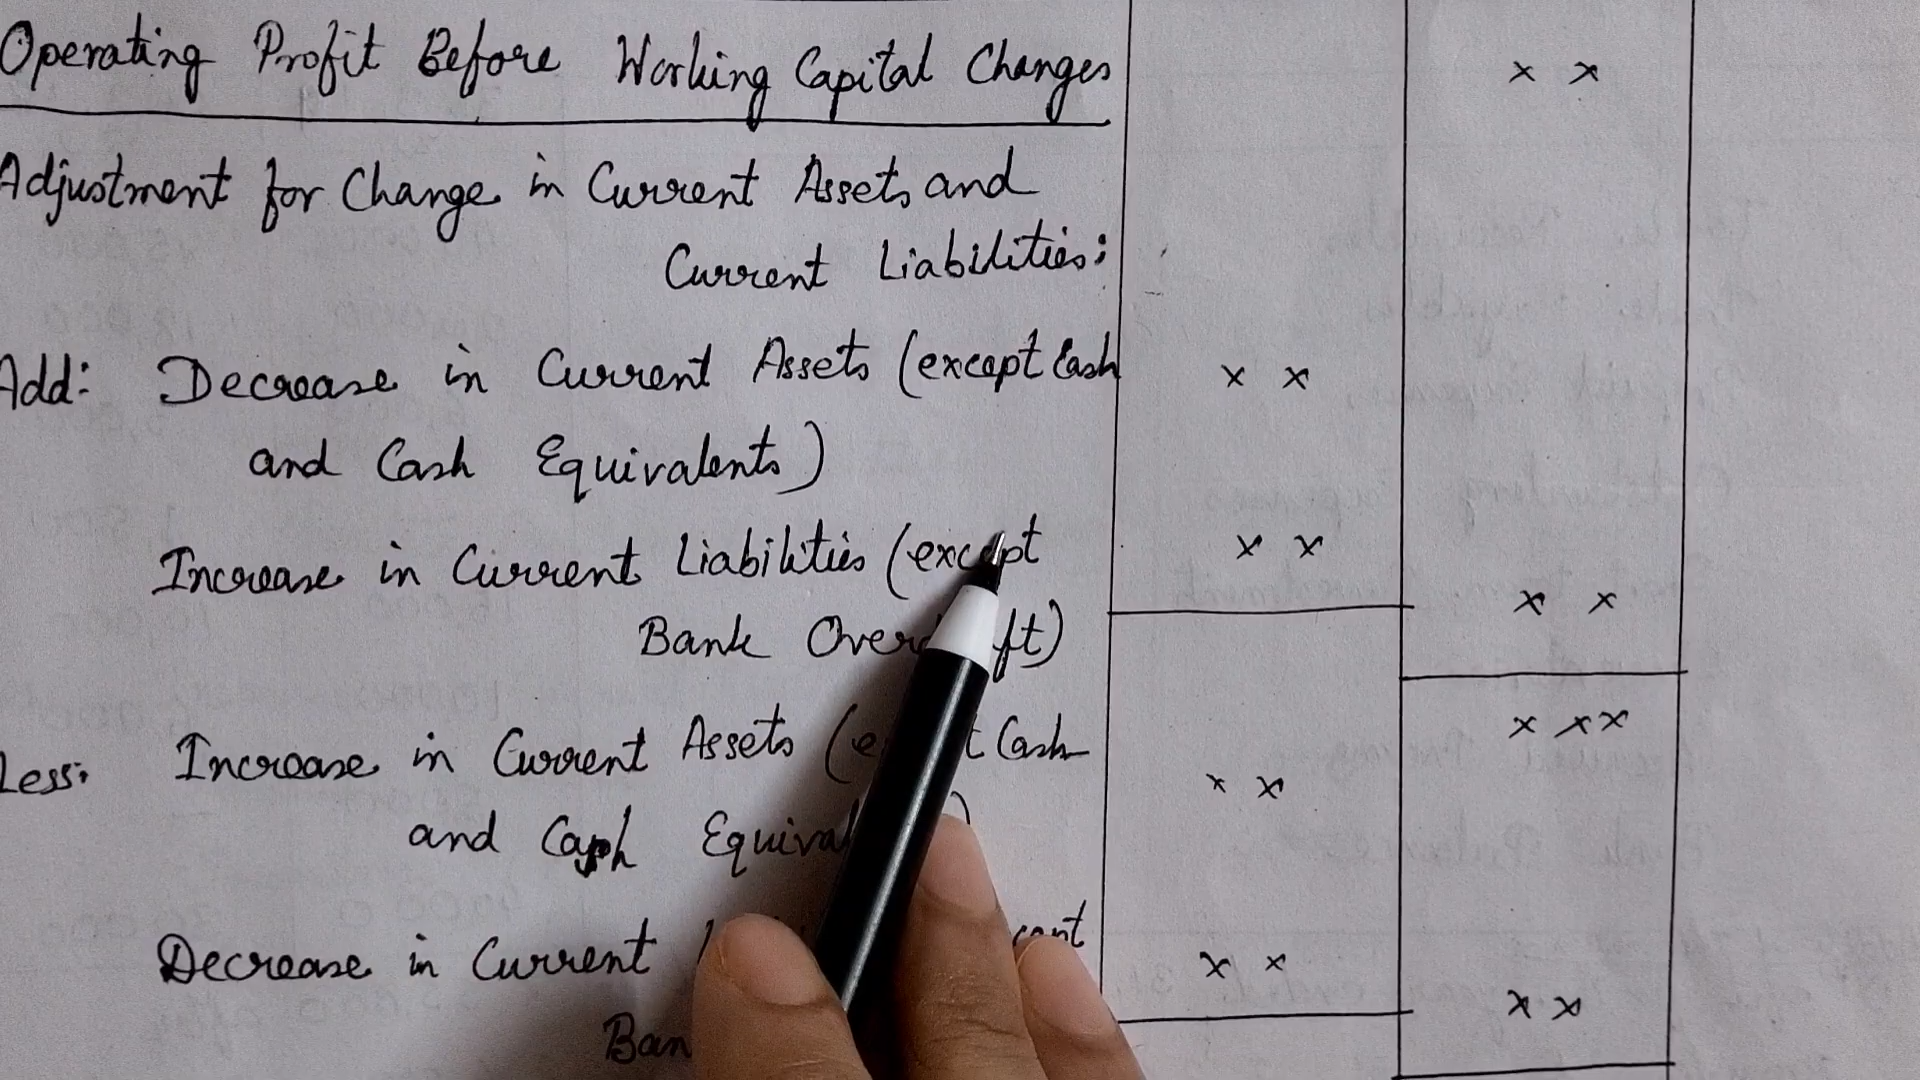 Operating Profit Before Working Capital Changes x x
Adjustment for Change in Current Assets and
Current Liabilities:
Add: Decrease in Current Assets (except Cash x x
and Cash Equivalents)
Increase in Current Liabilities (except x x
Bank Over ft) x x
x x x
Less: Increase in Current Assets ( t Cash x x
and Cash Equival )
Decrease in Current x x
Ban x x